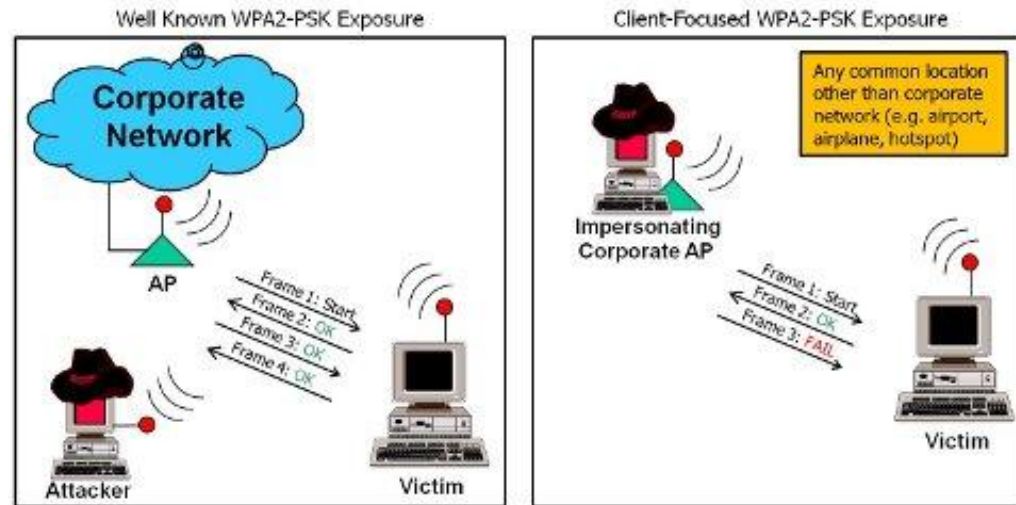 Well Known WPA2-PSK Exposure
Corporate
Network
AP
Frame 1: Start
Frame 2: OK
Frame 3: OK
Frame 4: OK
Attacker
Victim
Client-Focused WPA2-PSK Exposure
Any common location
other than corporate
network (e.g. airport,
airplane, hotspot)
Impersonating
Corporate AP
Frame 1: Start
Frame 2: OK
Frame 3: FAIL
Victim